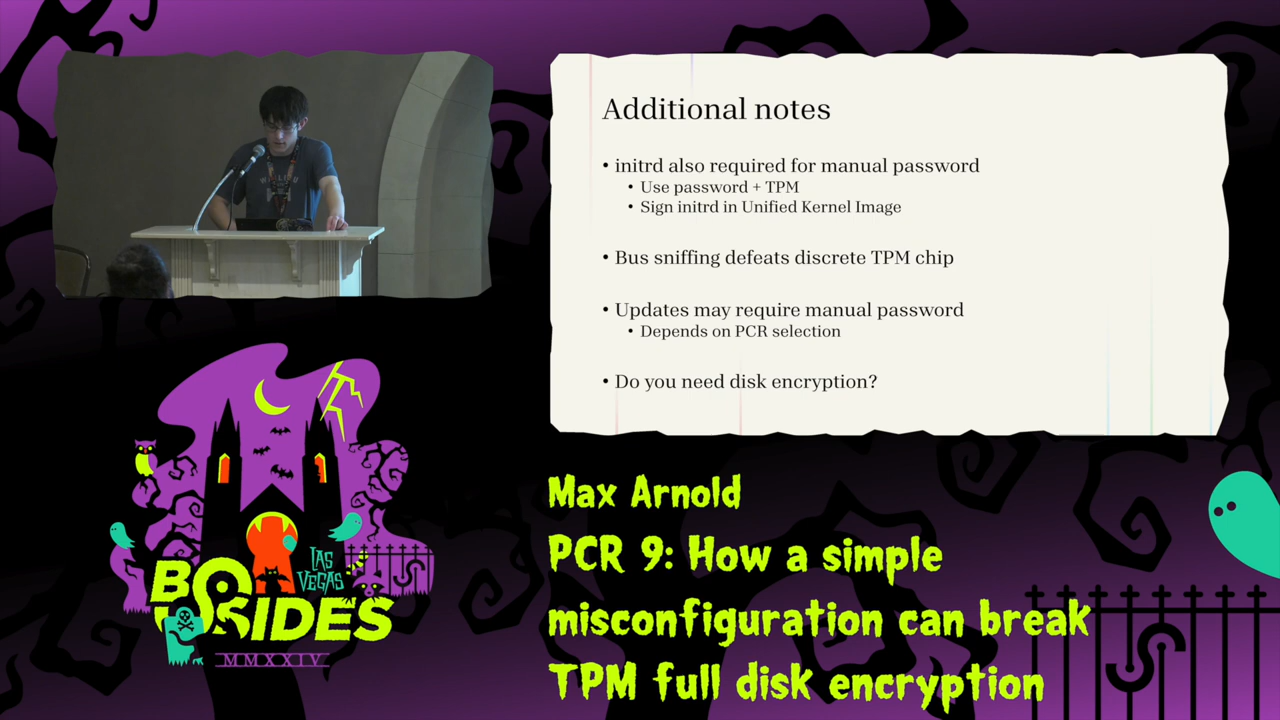 Additional notes
• initrd also required for manual password
• Use password + TPM
• Sign initrd in Unified Kernel Image
• Bus sniffing defeats discrete TPM chip
• Updates may require manual password
• Depends on PCR selection
• Do you need disk encryption?
LAS
VEGAS
BSIDES
MMXXIV
Max Arnold
PCR 9: How a simple
misconfiguration can break
TPM full disk encryption